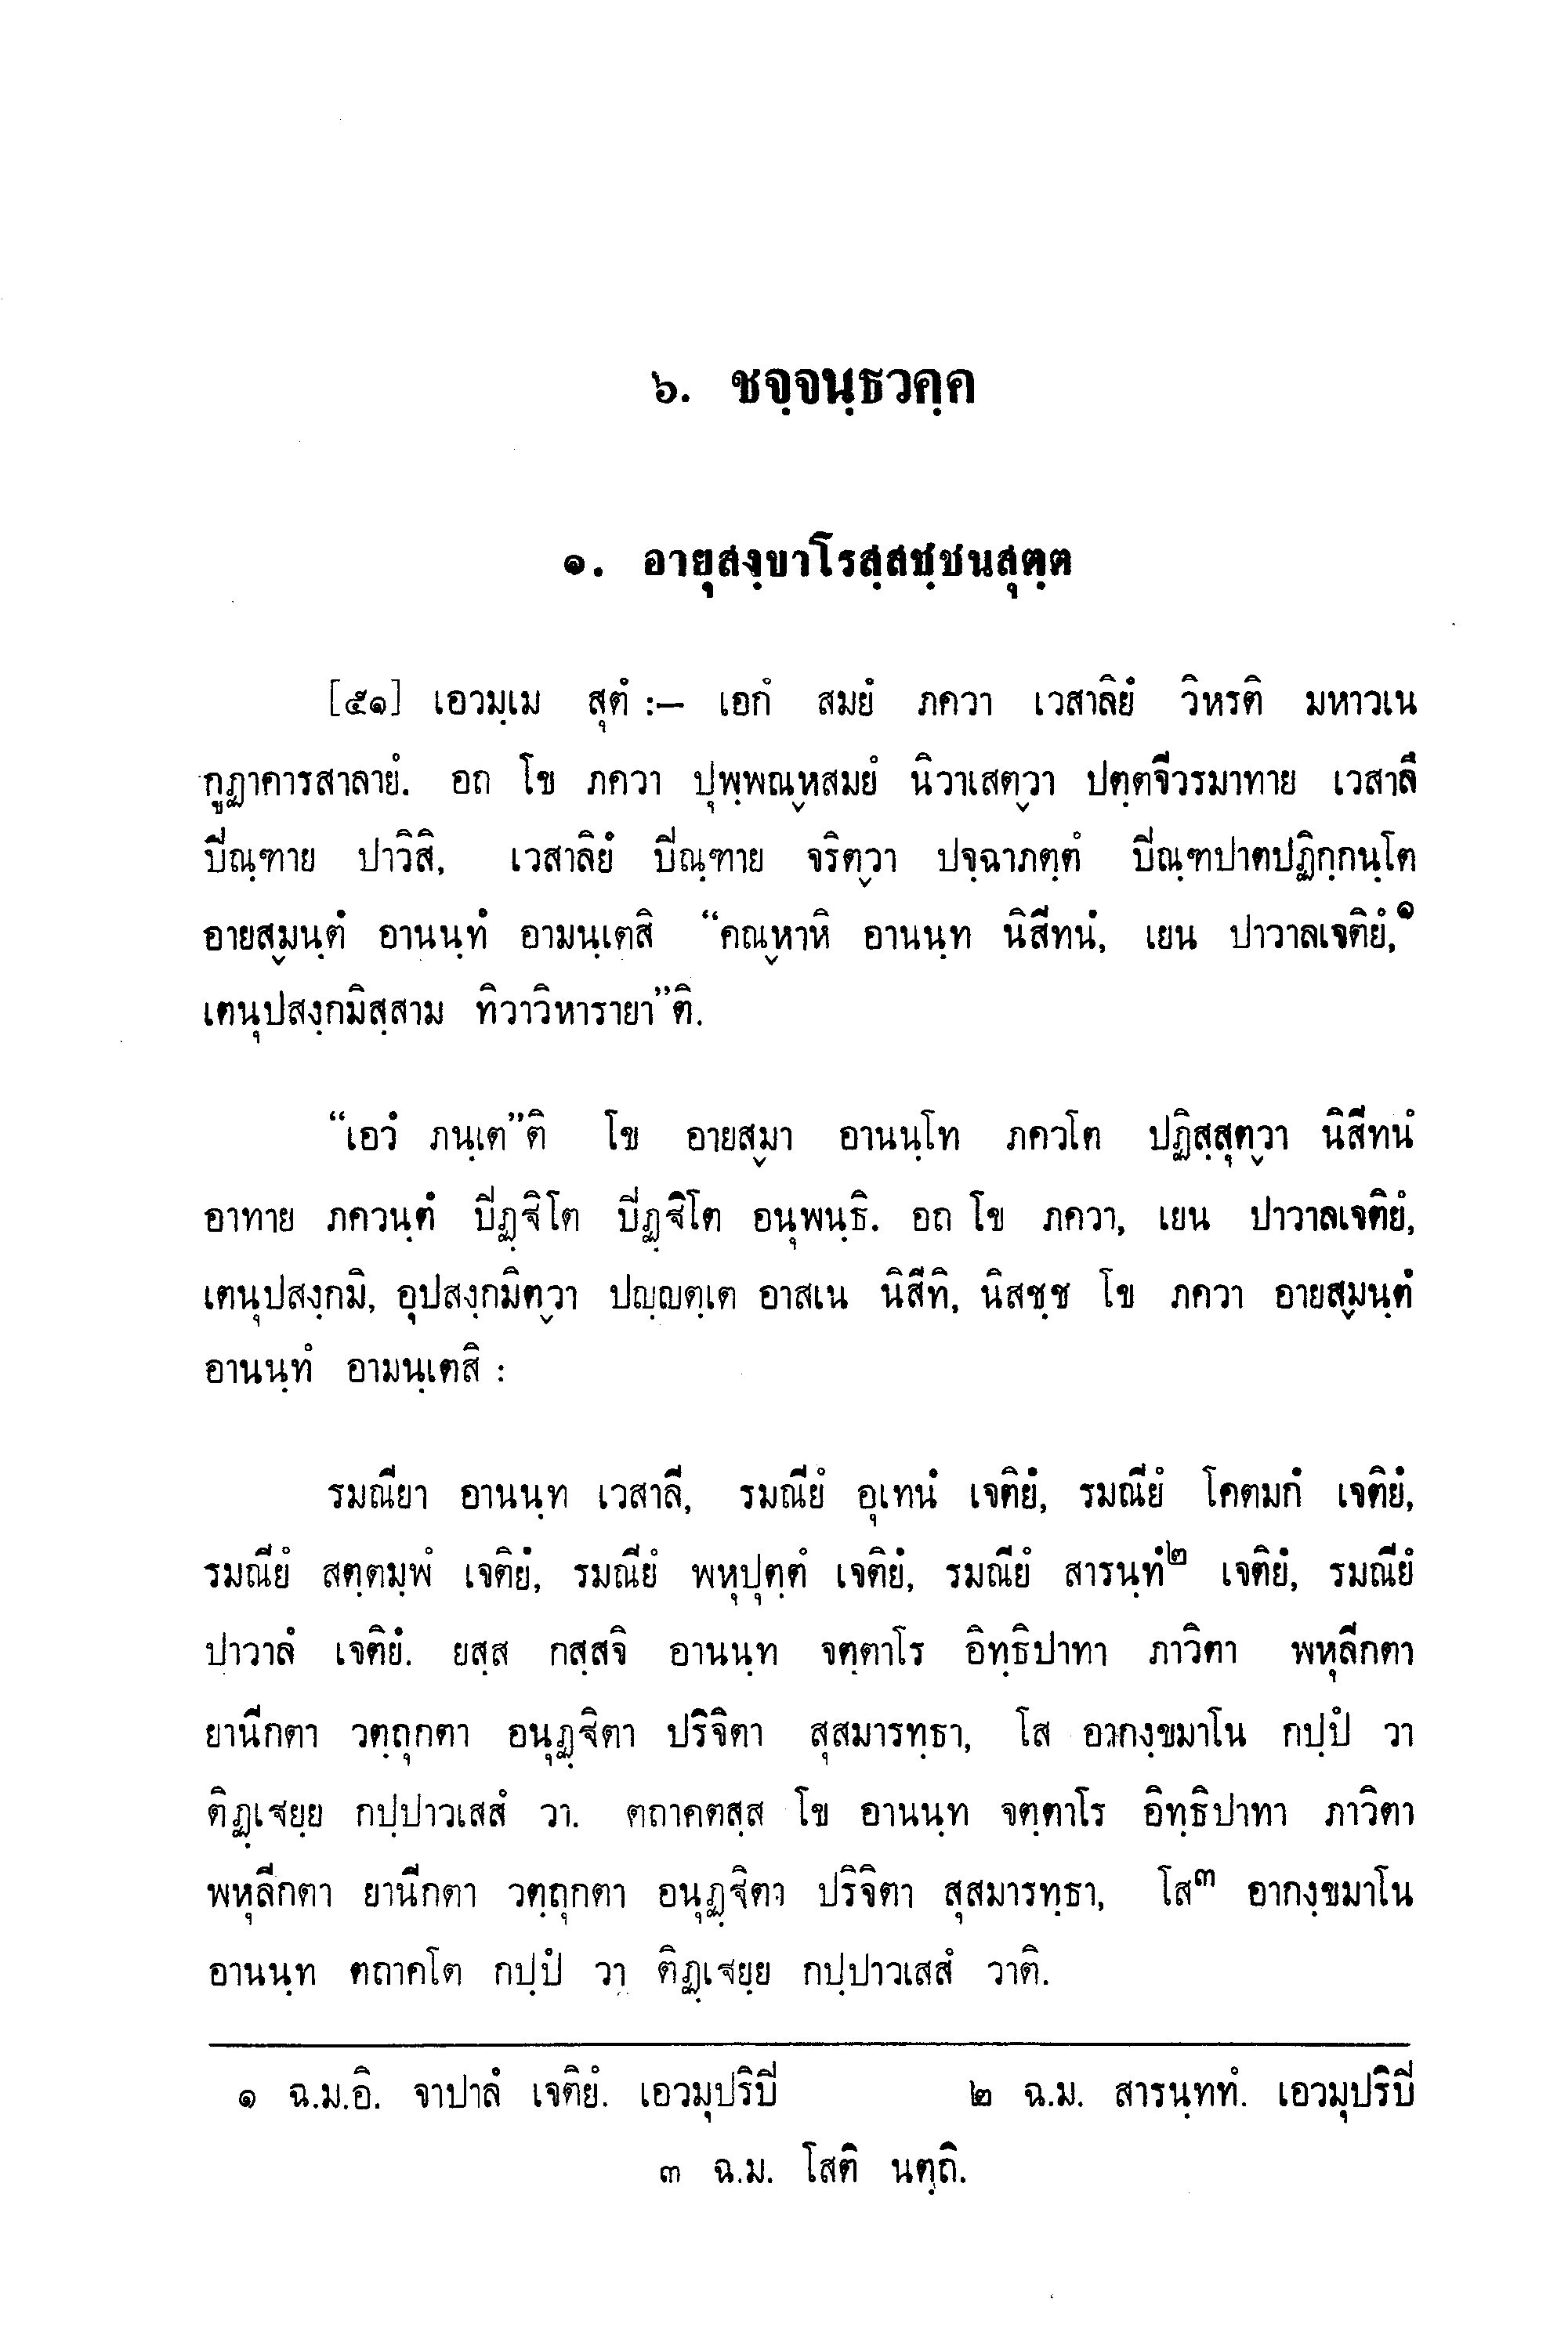 ๖. ชจฺจนฺธวคฺค
๑. อายุสงฺขาโรสฺสชฺชนสุตฺต
[๕๑] เอวมฺเม สุตํ :– เอกํ สมยํ ภควา เวสาลิยํ วิหรติ มหาวเน
กูฏาคารสาลายํ. อถ โข ภควา ปุพฺพณฺหสมยํ นิวาเสตฺวา ปตฺตจีวรมาทาย เวสาลึ
ปิณฺฑาย ปาวิสิ, เวสาลิยํ ปิณฺฑาย จริตฺวา ปจฺฉาภตฺตํ ปิณฺฑปาตปฏิกฺกนฺโต
อายสฺมนฺตํ อานนฺทํ อามนฺเตสิ “คณฺหาหิ อานนฺท นิสีทนํ, เยน ปาวาลเจติยํ,๑
เตนุปสงฺกมิสฺสาม ทิวาวิหารายา”ติ.
“เอวํ ภนฺเต”ติ โข อายสฺมา อานนฺโท ภควโต ปฏิสฺสุตฺวา นิสีทนํ
อาทาย ภควนฺตํ ปิฏฺฐิโต ปิฏฺฐิโต อนุพนฺธิ. อถ โข ภควา, เยน ปาวาลเจติยํ,
เตนุปสงฺกมิ, อุปสงฺกมิตฺวา ปญฺญตฺเต อาสเน นิสีทิ, นิสชฺช โข ภควา อายสฺมนฺตํ
อานนฺทํ อามนฺเตสิ :
รมณียา อานนฺท เวสาลี, รมณียํ อุเทนํ เจติยํ, รมณียํ โคตมกํ เจติยํ,
รมณียํ สตฺตมฺพํ เจติยํ, รมณียํ พหุปุตฺตํ เจติยํ, รมณียํ สารนฺทํ๒ เจติยํ, รมณียํ
ปาวาลํ เจติยํ. ยสฺส กสฺสจิ อานนฺท จตฺตาโร อิทฺธิปาทา ภาวิตา พหุลีกตา
ยานีกตา วตฺถุกตา อนุฏฺฐิตา ปริจิตา สุสมารทฺธา, โส อากงฺขมาโน กปฺปํ วา
ติฏฺเฐยฺย กปฺปาวเสสํ วา. ตถาคตสฺส โข อานนฺท จตฺตาโร อิทฺธิปาทา ภาวิตา
พหุลีกตา ยานีกตา วตฺถุกตา อนุฏฺฐิตา ปริจิตา สุสมารทฺธา, โส๓ อากงฺขมาโน
อานนฺท ตถาคโต กปฺปํ วา ติฏฺเฐยฺย กปฺปาวเสสํ วาติ.
๑ ฉ.ม.อิ. จาปาลํ เจติยํ. เอวมุปริปิ ๒ ฉ.ม. สารนฺททํ. เอวมุปริปิ
๓ ฉ.ม. โสติ นตฺถิ.